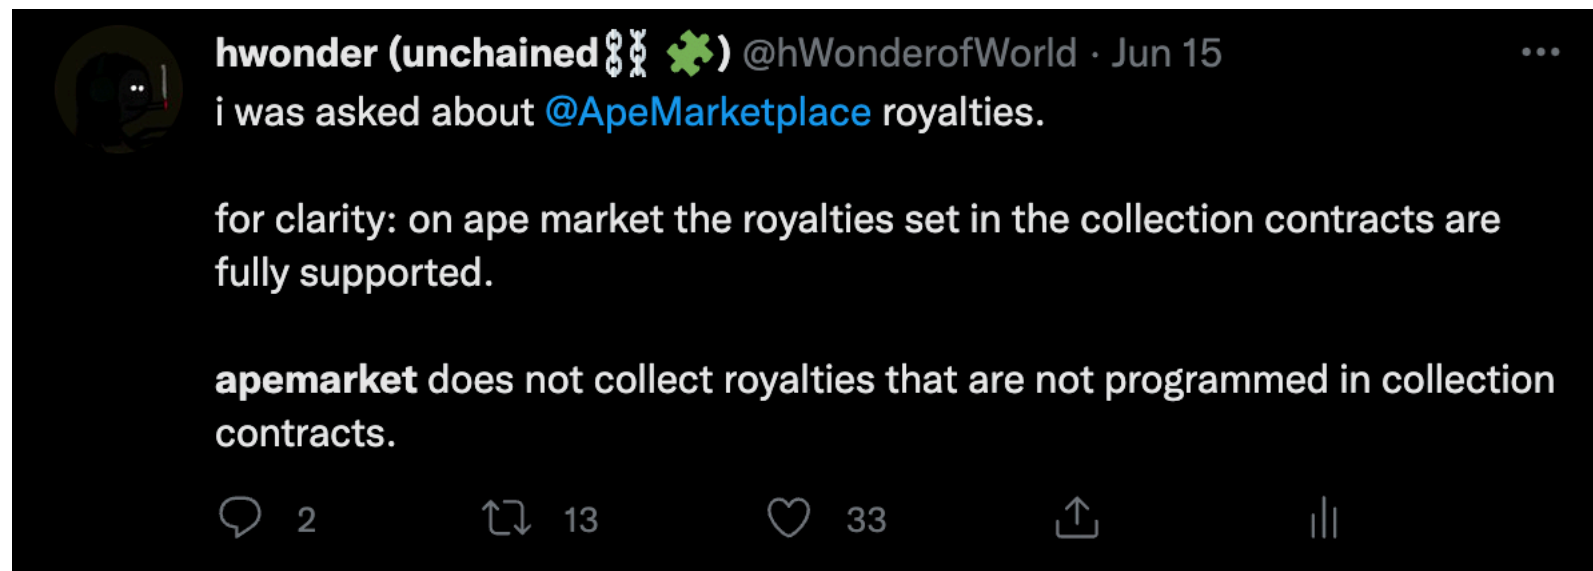 hwonder (unchained⛓️ 🧩) @hWonderofWorld · Jun 15
i was asked about @ApeMarketplace royalties.
for clarity: on ape market the royalties set in the collection contracts are
fully supported.
apemarket does not collect royalties that are not programmed in collection
contracts.
2 13 33